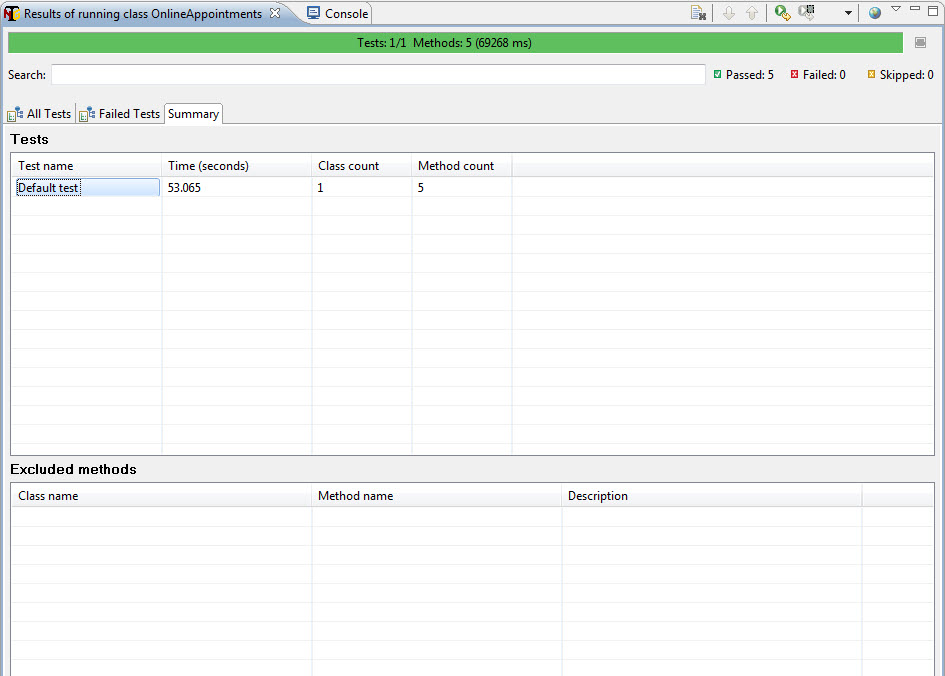 Results of running class OnlineAppointments Console
Tests: 1/1 Methods: 5 (69268 ms)
Search: Passed: 5 Failed: 0 Skipped: 0
All Tests Failed Tests Summary
Tests
Test name Time (seconds) Class count Method count
Default test 53.065 1 5
Excluded methods
Class name Method name Description